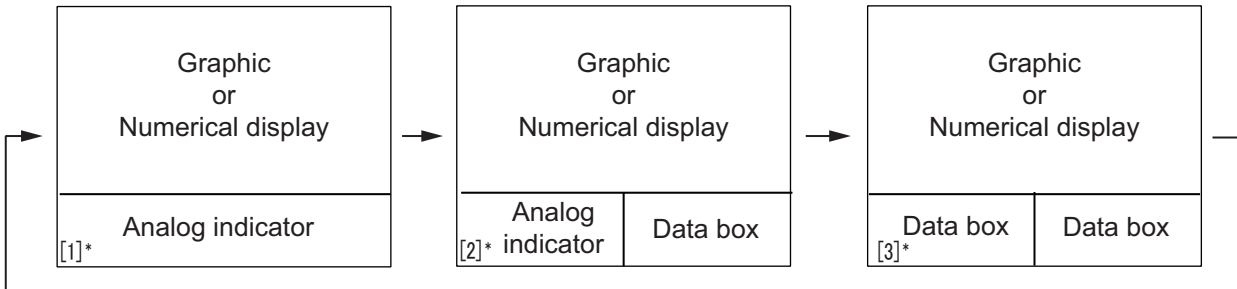 Graphic
or
Numerical display
Analog indicator
[1]*
Graphic
or
Numerical display
Analog
indicator
[2]*
Data box
Graphic
or
Numerical display
Data box
[3]*
Data box